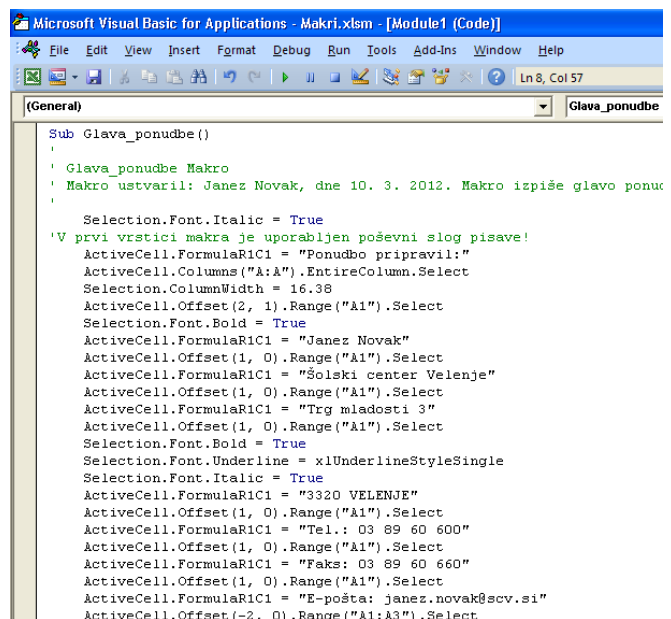 Microsoft Visual Basic for Applications - Makri.xlsm - [Module1 (Code)]
File Edit View Insert Format Debug Run Tools Add-Ins Window Help
Ln 8, Col 57
(General) Glava_ponudbe
Sub Glava_ponudbe()
'
' Glava_ponudbe Makro
' Makro ustvaril: Janez Novak, dne 10. 3. 2012. Makro izpiše glavo ponud
'
Selection.Font.Italic = True
'V prvi vrstici makra je uporabljen poševni slog pisave!
ActiveCell.FormulaR1C1 = "Ponudbo pripravil:"
ActiveCell.Columns("A:A").EntireColumn.Select
Selection.ColumnWidth = 16.38
ActiveCell.Offset(2, 1).Range("A1").Select
Selection.Font.Bold = True
ActiveCell.FormulaR1C1 = "Janez Novak"
ActiveCell.Offset(1, 0).Range("A1").Select
ActiveCell.FormulaR1C1 = "Šolski center Velenje"
ActiveCell.Offset(1, 0).Range("A1").Select
ActiveCell.FormulaR1C1 = "Trg mladosti 3"
ActiveCell.Offset(1, 0).Range("A1").Select
Selection.Font.Bold = True
Selection.Font.Underline = xlUnderlineStyleSingle
Selection.Font.Italic = True
ActiveCell.FormulaR1C1 = "3320 VELENJE"
ActiveCell.Offset(1, 0).Range("A1").Select
ActiveCell.FormulaR1C1 = "Tel.: 03 89 60 600"
ActiveCell.Offset(1, 0).Range("A1").Select
ActiveCell.FormulaR1C1 = "Faks: 03 89 60 660"
ActiveCell.Offset(1, 0).Range("A1").Select
ActiveCell.FormulaR1C1 = "E-pošta: janez.novak@scv.si"
ActiveCell.Offset(-2, 0).Range("A1:A3").Select